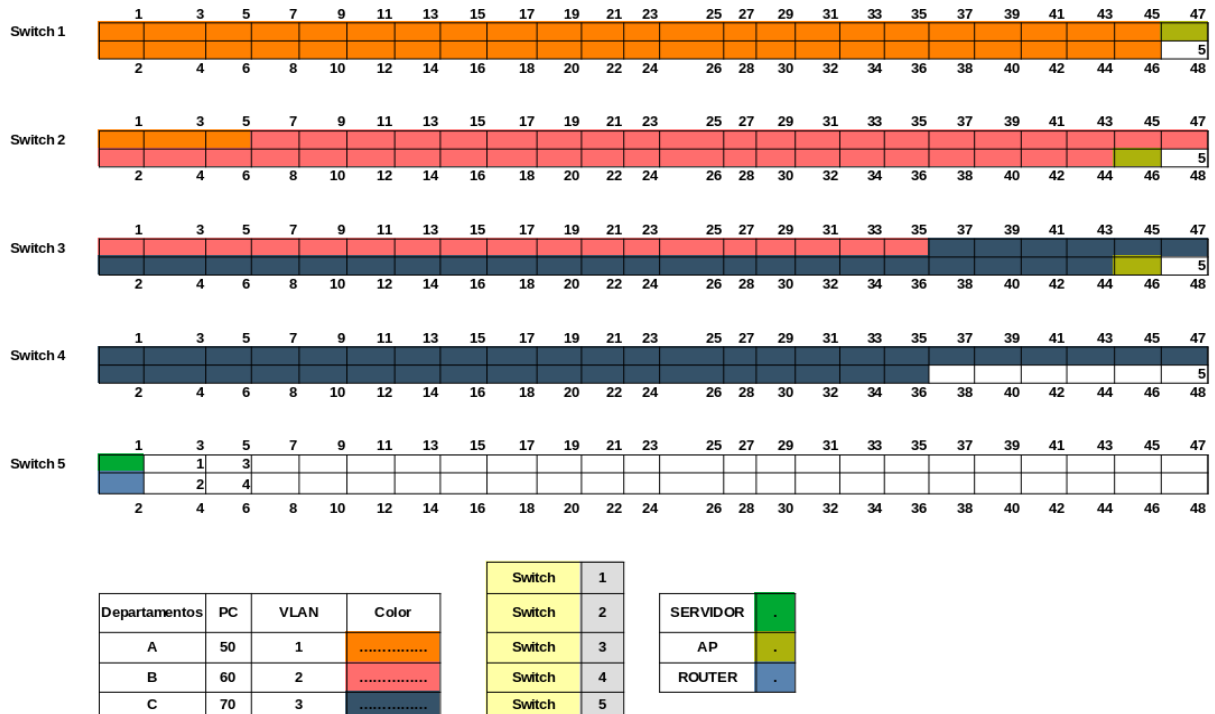 1 3 5 7 9 11 13 15 17 19 21 23 25 27 29 31 33 35 37 39 41 43 45 47
Switch 1
5
2 4 6 8 10 12 14 16 18 20 22 24 26 28 30 32 34 36 38 40 42 44 46 48
1 3 5 7 9 11 13 15 17 19 21 23 25 27 29 31 33 35 37 39 41 43 45 47
Switch 2
5
2 4 6 8 10 12 14 16 18 20 22 24 26 28 30 32 34 36 38 40 42 44 46 48
1 3 5 7 9 11 13 15 17 19 21 23 25 27 29 31 33 35 37 39 41 43 45 47
Switch 3
5
2 4 6 8 10 12 14 16 18 20 22 24 26 28 30 32 34 36 38 40 42 44 46 48
1 3 5 7 9 11 13 15 17 19 21 23 25 27 29 31 33 35 37 39 41 43 45 47
Switch 4
5
2 4 6 8 10 12 14 16 18 20 22 24 26 28 30 32 34 36 38 40 42 44 46 48
1 3 5 7 9 11 13 15 17 19 21 23 25 27 29 31 33 35 37 39 41 43 45 47
Switch 5
1 3
2 4
2 4 6 8 10 12 14 16 18 20 22 24 26 28 30 32 34 36 38 40 42 44 46 48
Departamentos PC VLAN Color
A 50 1 ...............
B 60 2 ...............
C 70 3 ...............
Switch 1
Switch 2
Switch 3
Switch 4
Switch 5
SERVIDOR .
AP .
ROUTER .